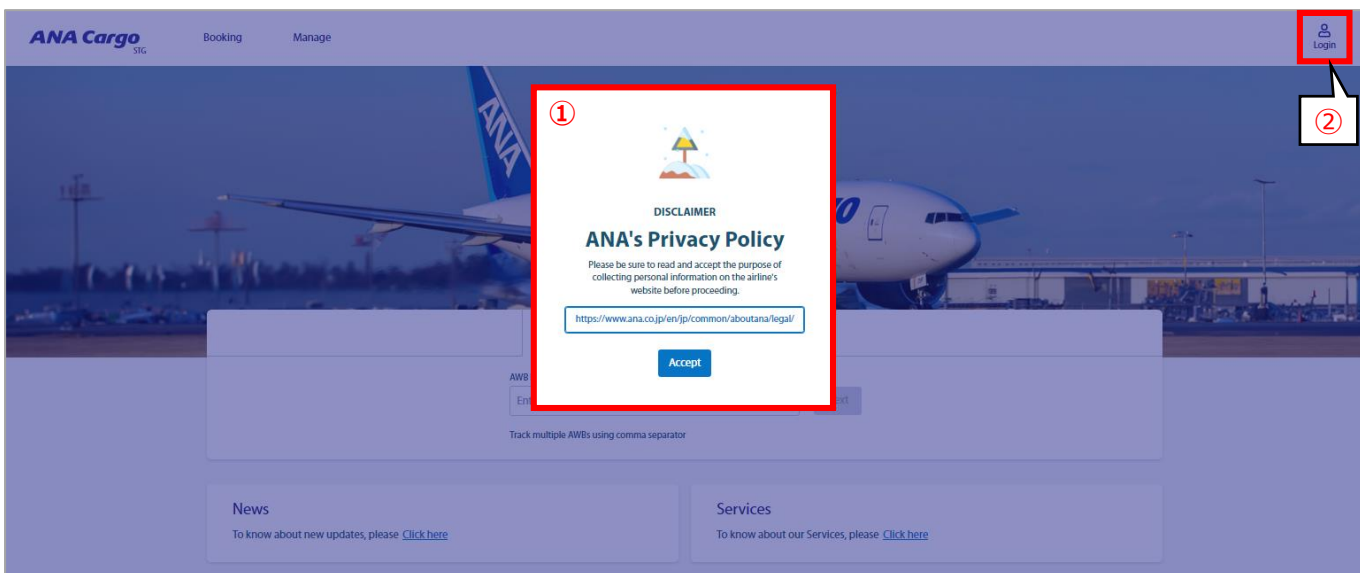 ANA Cargo
STG
Booking
Manage
Login
①
②
ANA
DISCLAIMER
ANA's Privacy Policy
Please be sure to read and accept the purpose of
collecting personal information on the airline's
website before proceeding.
https://www.ana.co.jp/en/jp/common/aboutana/legal/
Accept
AWB
Track multiple AWBs using comma separator
News
To know about new updates, please Click here
Services
To know about our Services, please Click here